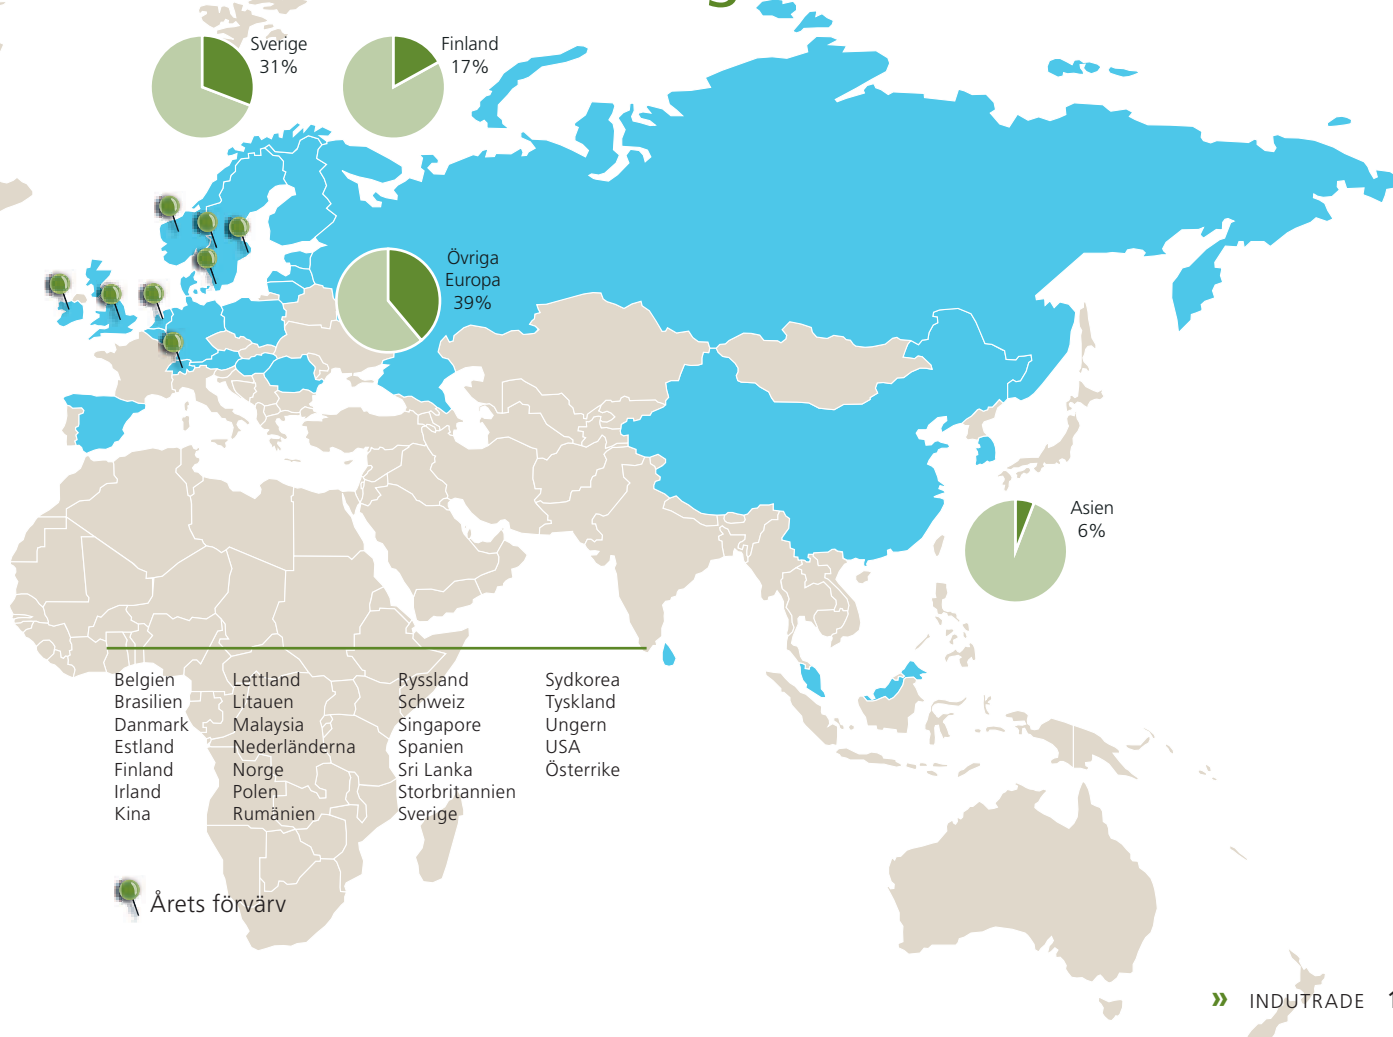 Sverige
31%
Finland
17%
Övriga
Europa
39%
Asien
6%
Belgien
Brasilien
Danmark
Estland
Finland
Irland
Kina
Lettland
Litauen
Malaysia
Nederländerna
Norge
Polen
Rumänien
Ryssland
Schweiz
Singapore
Spanien
Sri Lanka
Storbritannien
Sverige
Sydkorea
Tyskland
Ungern
USA
Österrike
Årets förvärv
» INDUTRADE